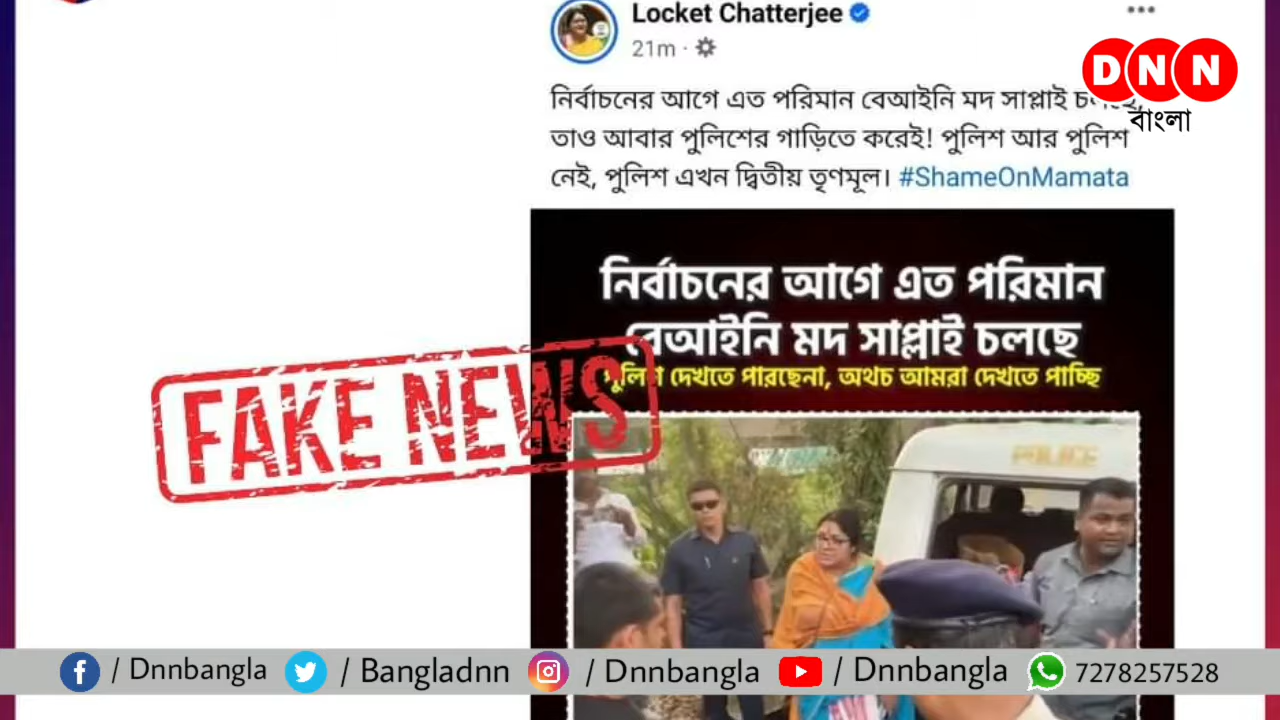 Locket Chatterjee
21m
DNN
বাংলা
নির্বাচনের আগে এত পরিমান বেআইনি মদ সাপ্লাই চলছে,
তাও আবার পুলিশের গাড়িতে করেই! পুলিশ আর পুলিশ
নেই, পুলিশ এখন দ্বিতীয় তৃণমূল। #ShameOnMamata
নির্বাচনের আগে এত পরিমান
বেআইনি মদ সাপ্লাই চলছে
পুলিশ দেখতে পারছেনা, অথচ আমরা দেখতে পাচ্ছি
FAKE NEWS
POLICE
/ Dnnbangla / Bangladnn / Dnnbangla / Dnnbangla 7278257528